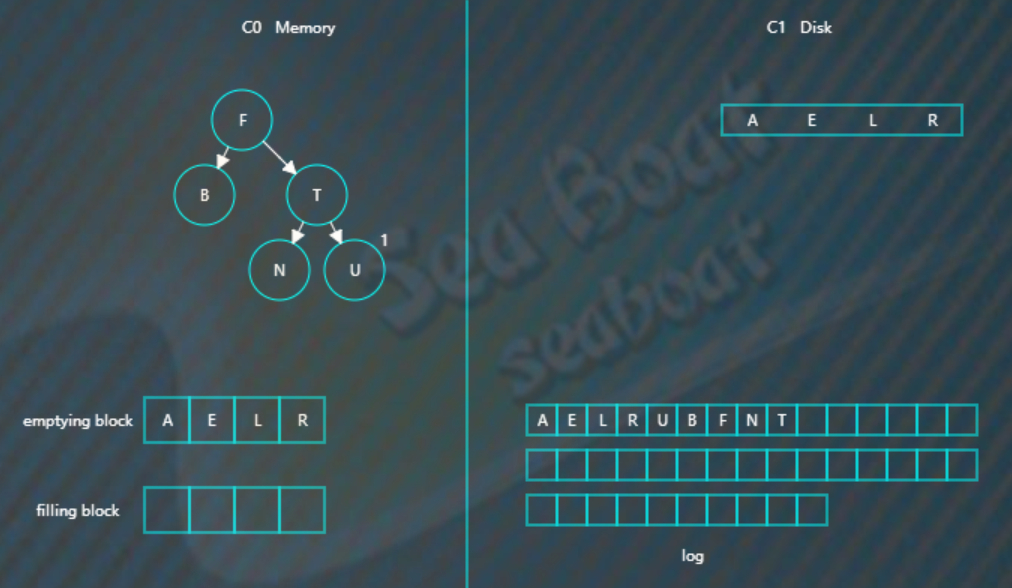 C0 Memory
C1 Disk
F
A E L R
B T
1
N U
Sea Boat
seaboat
emptying block A E L R
A E L R U B F N T
filling block
log